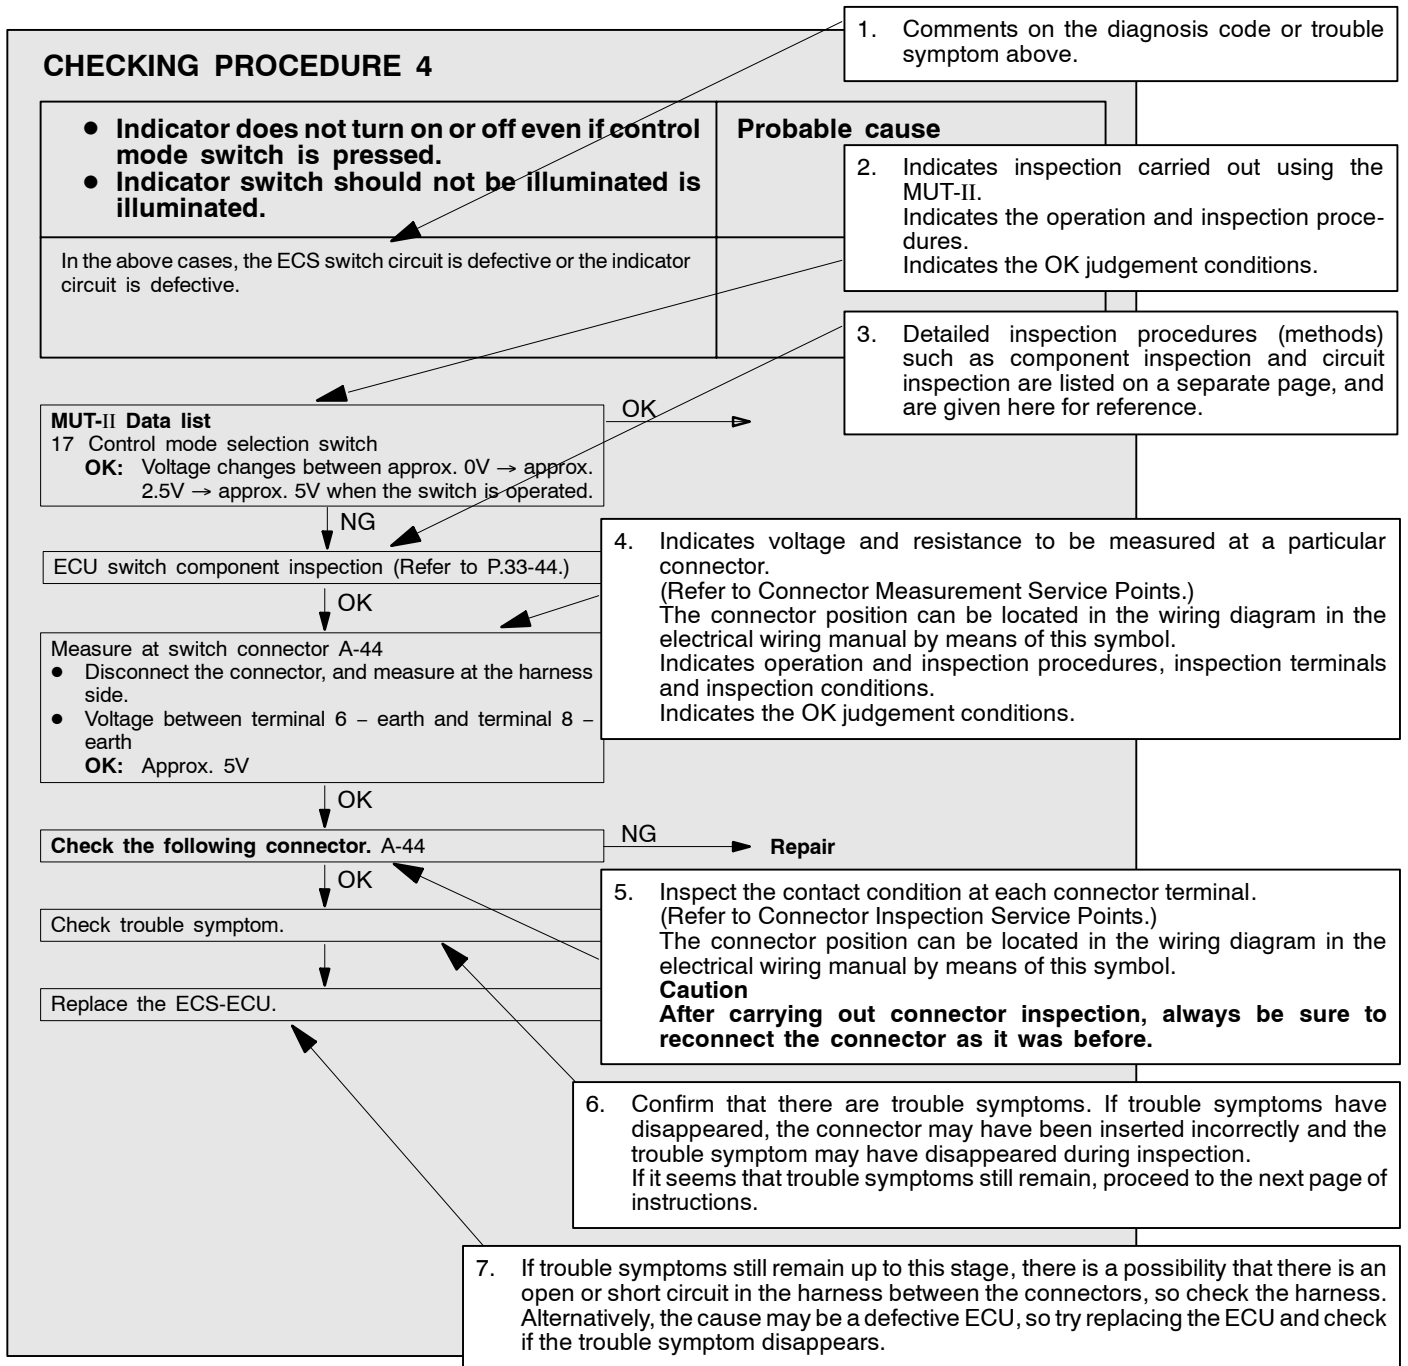 CHECKING PROCEDURE 4
● Indicator does not turn on or off even if control
mode switch is pressed.
● Indicator switch should not be illuminated is
illuminated.
Probable cause
In the above cases, the ECS switch circuit is defective or the indicator
circuit is defective.
MUT-II Data list
17 Control mode selection switch
OK: Voltage changes between approx. 0V → approx.
2.5V → approx. 5V when the switch is operated.
OK
NG
ECU switch component inspection (Refer to P.33-44.)
OK
Measure at switch connector A-44
● Disconnect the connector, and measure at the harness
side.
● Voltage between terminal 6 – earth and terminal 8 –
earth
OK: Approx. 5V
OK
Check the following connector. A-44
NG
Repair
OK
Check trouble symptom.
Replace the ECS-ECU.
1. Comments on the diagnosis code or trouble
symptom above.
2. Indicates inspection carried out using the
MUT-II.
Indicates the operation and inspection proce-
dures.
Indicates the OK judgement conditions.
3. Detailed inspection procedures (methods)
such as component inspection and circuit
inspection are listed on a separate page, and
are given here for reference.
4. Indicates voltage and resistance to be measured at a particular
connector.
(Refer to Connector Measurement Service Points.)
The connector position can be located in the wiring diagram in the
electrical wiring manual by means of this symbol.
Indicates operation and inspection procedures, inspection terminals
and inspection conditions.
Indicates the OK judgement conditions.
5. Inspect the contact condition at each connector terminal.
(Refer to Connector Inspection Service Points.)
The connector position can be located in the wiring diagram in the
electrical wiring manual by means of this symbol.
Caution
After carrying out connector inspection, always be sure to
reconnect the connector as it was before.
6. Confirm that there are trouble symptoms. If trouble symptoms have
disappeared, the connector may have been inserted incorrectly and the
trouble symptom may have disappeared during inspection.
If it seems that trouble symptoms still remain, proceed to the next page of
instructions.
7. If trouble symptoms still remain up to this stage, there is a possibility that there is an
open or short circuit in the harness between the connectors, so check the harness.
Alternatively, the cause may be a defective ECU, so try replacing the ECU and check
if the trouble symptom disappears.